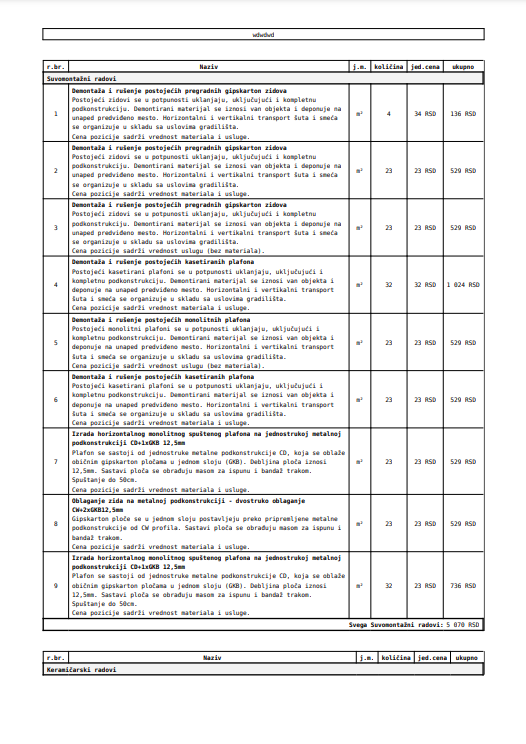 wdwdwd
r.br. Naziv j.m. količina jed.cena ukupno
Suvomontažni radovi
Demontaža i rušenje postojećih pregradnih gipskarton zidova
Postojeći zidovi se u potpunosti uklanjaju, uključujući i kompletnu
podkonstrukciju. Demontirani materijal se iznosi van objekta i deponuje na
unapred predviđeno mesto. Horizontalni i vertikalni transport šuta i smeća
se organizuje u skladu sa uslovima gradilišta.
Cena pozicije sadrži vrednost materiala i usluge.
1 m² 4 34 RSD 136 RSD
Demontaža i rušenje postojećih pregradnih gipskarton zidova
Postojeći zidovi se u potpunosti uklanjaju, uključujući i kompletnu
podkonstrukciju. Demontirani materijal se iznosi van objekta i deponuje na
unapred predviđeno mesto. Horizontalni i vertikalni transport šuta i smeća
se organizuje u skladu sa uslovima gradilišta.
Cena pozicije sadrži vrednost materiala i usluge.
2 m² 23 23 RSD 529 RSD
Demontaža i rušenje postojećih pregradnih gipskarton zidova
Postojeći zidovi se u potpunosti uklanjaju, uključujući i kompletnu
podkonstrukciju. Demontirani materijal se iznosi van objekta i deponuje na
unapred predviđeno mesto. Horizontalni i vertikalni transport šuta i smeća
se organizuje u skladu sa uslovima gradilišta.
Cena pozicije sadrži vrednost uslugu (bez materiala).
3 m² 23 23 RSD 529 RSD
Demontaža i rušenje postojećih kasetiranih plafona
Postojeći kasetirani plafoni se u potpunosti uklanjaju, uključujući i
kompletnu podkonstrukciju. Demontirani materijal se iznosi van objekta i
deponuje na unapred predviđeno mesto. Horizontalni i vertikalni transport
šuta i smeća se organizuje u skladu sa uslovima gradilišta.
Cena pozicije sadrži vrednost materiala i usluge.
4 m² 32 32 RSD 1 024 RSD
Demontaža i rušenje postojećih monolitnih plafona
Postojeći monolitni plafoni se u potpunosti uklanjaju, uključujući i
kompletnu podkonstrukciju. Demontirani materijal se iznosi van objekta i
deponuje na unapred predviđeno mesto. Horizontalni i vertikalni transport
šuta i smeća se organizuje u skladu sa uslovima gradilišta.
Cena pozicije sadrži vrednost uslugu (bez materiala).
5 m² 23 23 RSD 529 RSD
Demontaža i rušenje postojećih kasetiranih plafona
Postojeći kasetirani plafoni se u potpunosti uklanjaju, uključujući i
kompletnu podkonstrukciju. Demontirani materijal se iznosi van objekta i
deponuje na unapred predviđeno mesto. Horizontalni i vertikalni transport
šuta i smeća se organizuje u skladu sa uslovima gradilišta.
Cena pozicije sadrži vrednost materiala i usluge.
6 m² 23 23 RSD 529 RSD
Izrada horizontalnog monolitnog spuštenog plafona na jednostrukoj metalnoj
podkonstrukciji CD+1xGKB 12,5mm
Plafon se sastoji od jednostruke metalne podkonstrukcije CD, koja se oblaže
običnim gipskarton pločama u jednom sloju (GKB). Debljina ploča iznosi
12,5mm. Sastavi ploča se obrađuju masom za ispunu i bandaž trakom.
Spuštanje do 50cm.
Cena pozicije sadrži vrednost materiala i usluge.
7 m² 23 23 RSD 529 RSD
Oblaganje zida na metalnoj podkonstrukciji - dvostruko oblaganje
CW+2xGKB12,5mm
Gipskarton ploče se u jednom sloju postavljeju preko pripremljene metalne
podkonstrukcije od CW profila. Sastavi ploča se obrađuju masom za ispunu i
bandaž trakom.
Cena pozicije sadrži vrednost materiala i usluge.
8 m² 23 23 RSD 529 RSD
Izrada horizontalnog monolitnog spuštenog plafona na jednostrukoj metalnoj
podkonstrukciji CD+1xGKB 12,5mm
Plafon se sastoji od jednostruke metalne podkonstrukcije CD, koja se oblaže
običnim gipskarton pločama u jednom sloju (GKB). Debljina ploča iznosi
12,5mm. Sastavi ploča se obrađuju masom za ispunu i bandaž trakom.
Spuštanje do 50cm.
Cena pozicije sadrži vrednost materiala i usluge.
9 m² 32 23 RSD 736 RSD
Svega Suvomontažni radovi: 5 070 RSD
r.br. Naziv j.m. količina jed.cena ukupno
Keramičarski radovi